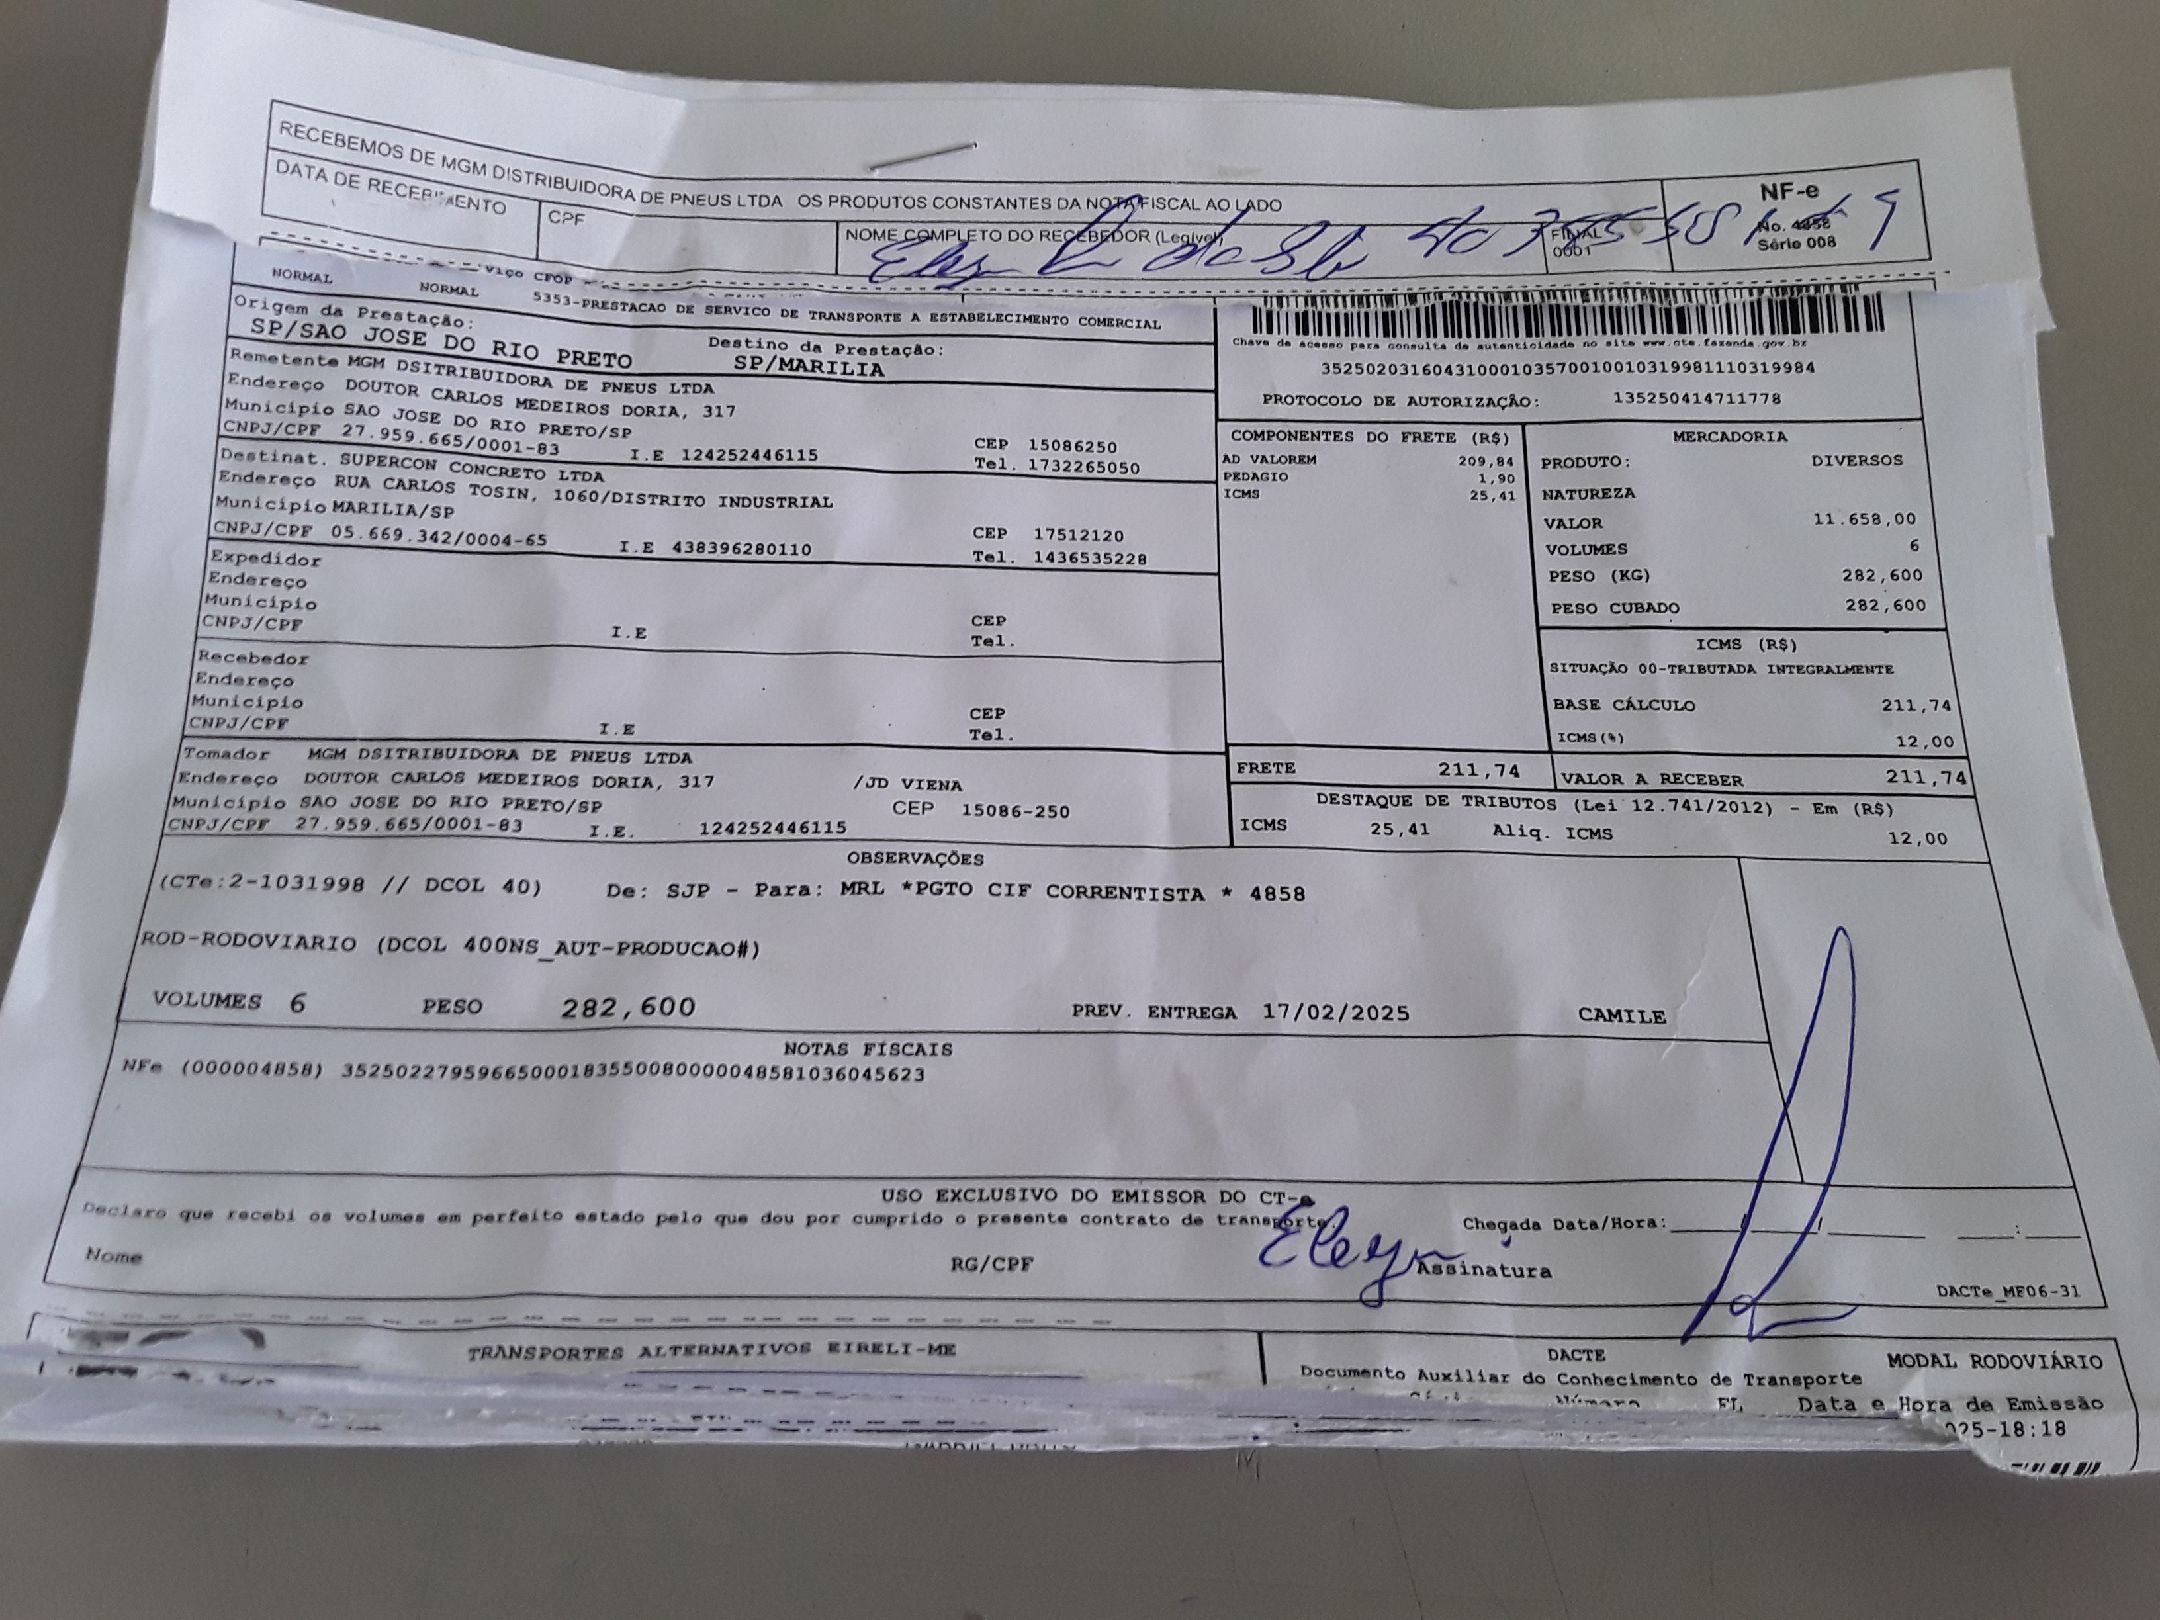 RECEBEMOS DE MGM DISTRIBUIDORA DE PNEUS LTDA OS PRODUTOS CONSTANTES DA NOTA FISCAL AO LADO
NF-e
DATA DE RECEBIMENTO
CPF
NOME COMPLETO DO RECEBEDOR (Legível)
FINAL
0001
No.
Série 008
viço CFOP
NORMAL NORMAL 5353-PRESTACAO DE SERVICO DE TRANSPORTE A ESTABELECIMENTO COMERCIAL
Origem da Prestação: Destino da Prestação:
SP/SAO JOSE DO RIO PRETO SP/MARILIA
Remetente MGM DSITRIBUIDORA DE PNEUS LTDA
Endereço DOUTOR CARLOS MEDEIROS DORIA, 317
Município SAO JOSE DO RIO PRETO/SP CEP 15086250
CNPJ/CPF 27.959.665/0001-83 I.E 124252446115 Tel. 1732265050
Destinat. SUPERCON CONCRETO LTDA
Endereço RUA CARLOS TOSIN, 1060/DISTRITO INDUSTRIAL
Município MARILIA/SP CEP 17512120
CNPJ/CPF 05.669.342/0004-65 I.E 438396280110 Tel. 1436535228
Expedidor
Endereço
Município CEP
CNPJ/CPF I.E Tel.
Recebedor
Endereço
Município CEP
CNPJ/CPF I.E Tel.
Tomador MGM DSITRIBUIDORA DE PNEUS LTDA
Endereço DOUTOR CARLOS MEDEIROS DORIA, 317 /JD VIENA
Município SAO JOSE DO RIO PRETO/SP CEP 15086-250
CNPJ/CPF 27.959.665/0001-83 I.E. 124252446115
Chave de acesso para consulta de autenticidade no site www.cte.fazenda.gov.br
35250203160431000103570010010319981110319984
PROTOCOLO DE AUTORIZAÇÃO: 135250414711778
COMPONENTES DO FRETE (R$)
AD VALOREM 209,84
PEDAGIO 1,90
ICMS 25,41
MERCADORIA
PRODUTO: DIVERSOS
NATUREZA
VALOR 11.658,00
VOLUMES 6
PESO (KG) 282,600
PESO CUBADO 282,600
ICMS (R$)
SITUAÇÃO 00-TRIBUTADA INTEGRALMENTE
BASE CÁLCULO 211,74
ICMS(%) 12,00
FRETE 211,74 VALOR A RECEBER 211,74
DESTAQUE DE TRIBUTOS (Lei 12.741/2012) - Em (R$)
ICMS 25,41 Aliq. ICMS 12,00
OBSERVAÇÕES
(CTe:2-1031998 // DCOL 40) De: SJP - Para: MRL *PGTO CIF CORRENTISTA * 4858
ROD-RODOVIARIO (DCOL 400NS_AUT-PRODUCAO#)
VOLUMES 6 PESO 282,600 PREV. ENTREGA 17/02/2025 CAMILE
NOTAS FISCAIS
NFe (000004858) 35250227959665000183550080000048581036045623
USO EXCLUSIVO DO EMISSOR DO CT-e
Declaro que recebi os volumes em perfeito estado pelo que dou por cumprido o presente contrato de transporte. Chegada Data/Hora: / / :
Nome RG/CPF Assinatura
DACTe_MF06-31
TRANSPORTES ALTERNATIVOS EIRELI-ME
DACTE MODAL RODOVIÁRIO
Documento Auxiliar do Conhecimento de Transporte
FL Data e Hora de Emissão
025-18:18